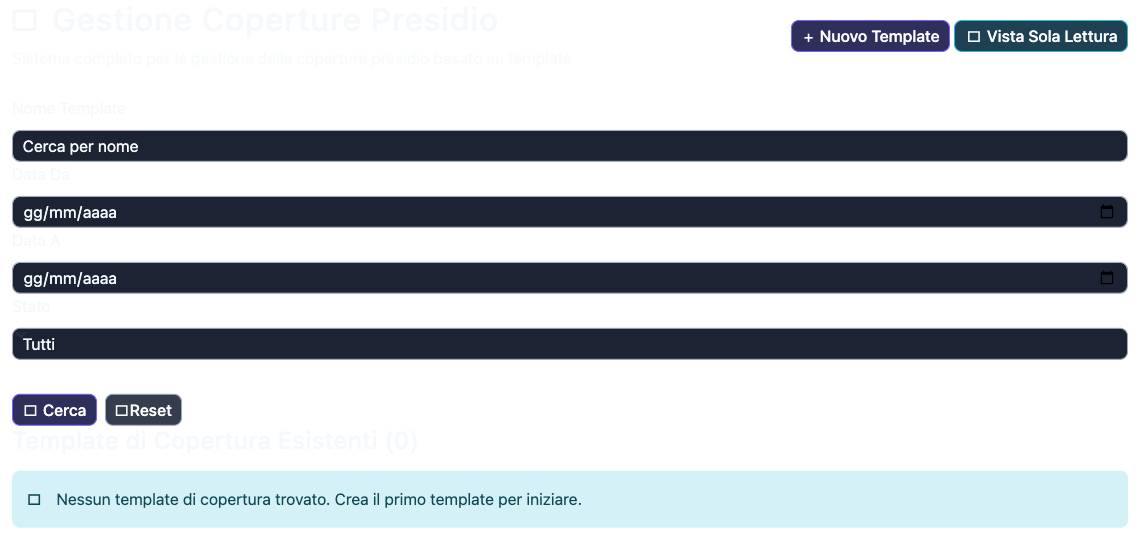 Gestione Coperture Presidio
+ Nuovo Template
Vista Sola Lettura
Sistema completo per la gestione delle coperture presidio basato su template
Nome Template
Cerca per nome
Data Da
gg/mm/aaaa
Data A
gg/mm/aaaa
Stato
Tutti
Cerca
Reset
Template di Copertura Esistenti (0)
Nessun template di copertura trovato. Crea il primo template per iniziare.